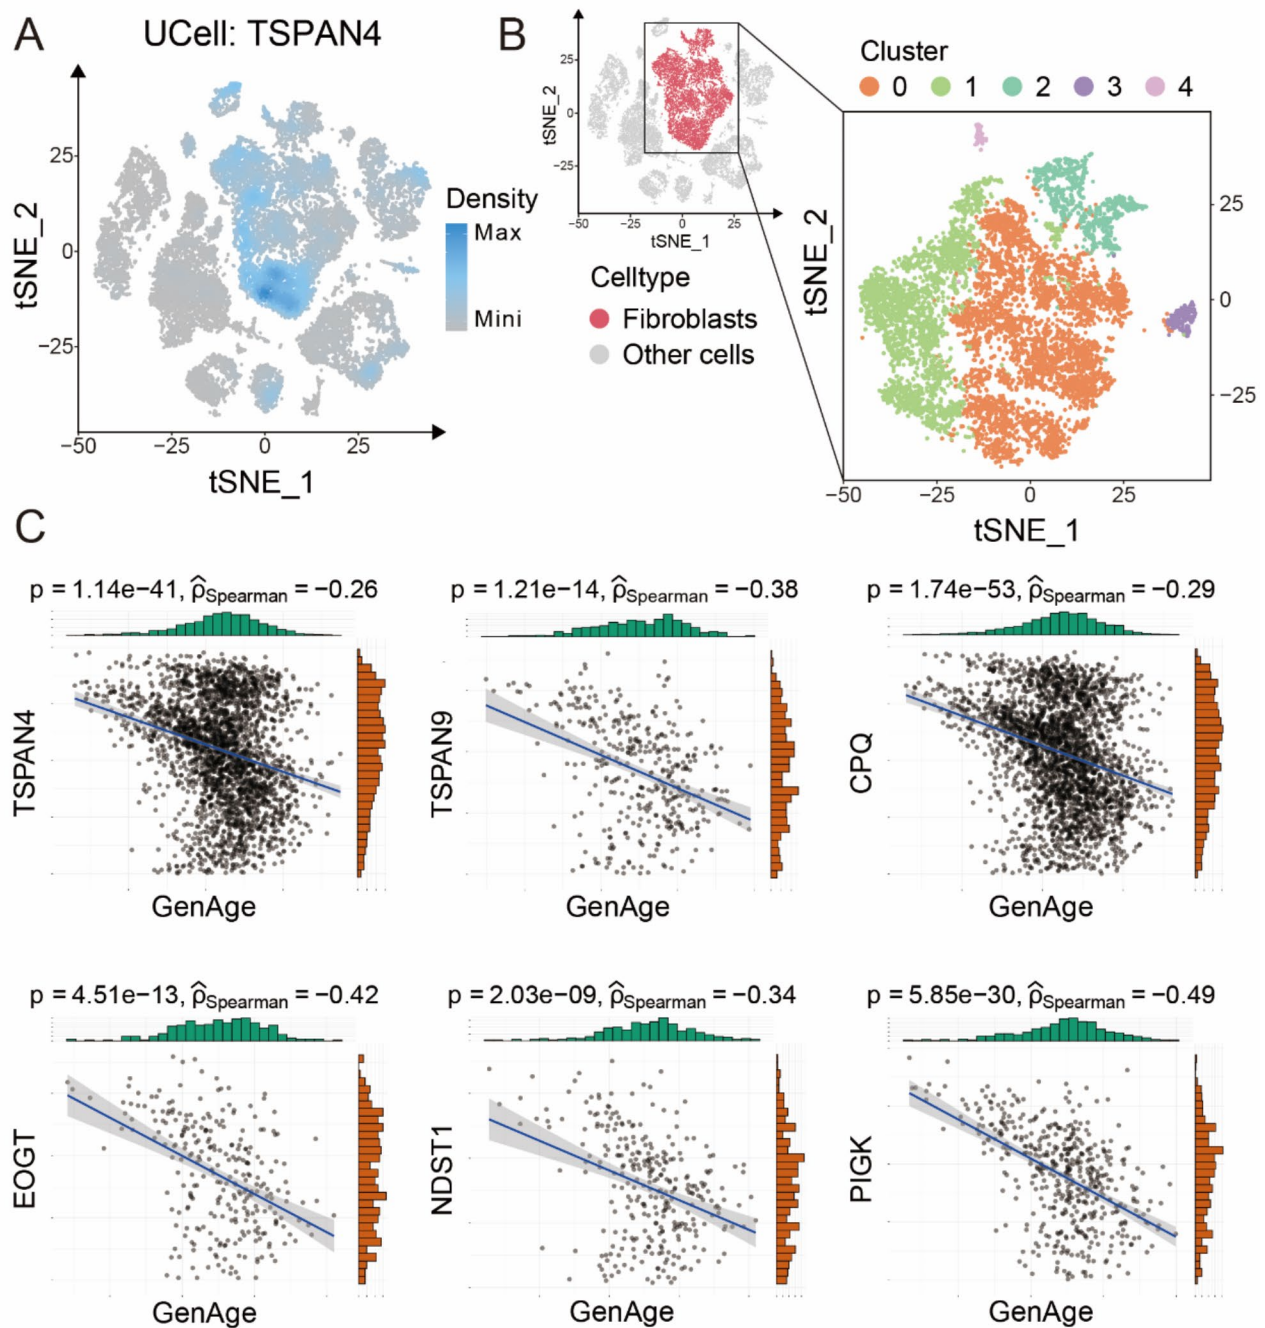 A
UCell: TSPAN4
tSNE_2
25
0
−25
−50
−25
0
25
tSNE_1
Density
Max
Mini
B
tSNE_2
25
0
−25
−50
−25
0
25
tSNE_1
Celltype
Fibroblasts
Other cells
Cluster
0 1 2 3 4
tSNE_2
25
0
−25
−50
−25
0
25
tSNE_1
C
p = 1.14e−41, ρ̂Spearman = −0.26
TSPAN4
GenAge
p = 1.21e−14, ρ̂Spearman = −0.38
TSPAN9
GenAge
p = 1.74e−53, ρ̂Spearman = −0.29
CPQ
GenAge
p = 4.51e−13, ρ̂Spearman = −0.42
EOGT
GenAge
p = 2.03e−09, ρ̂Spearman = −0.34
NDST1
GenAge
p = 5.85e−30, ρ̂Spearman = −0.49
PIGK
GenAge